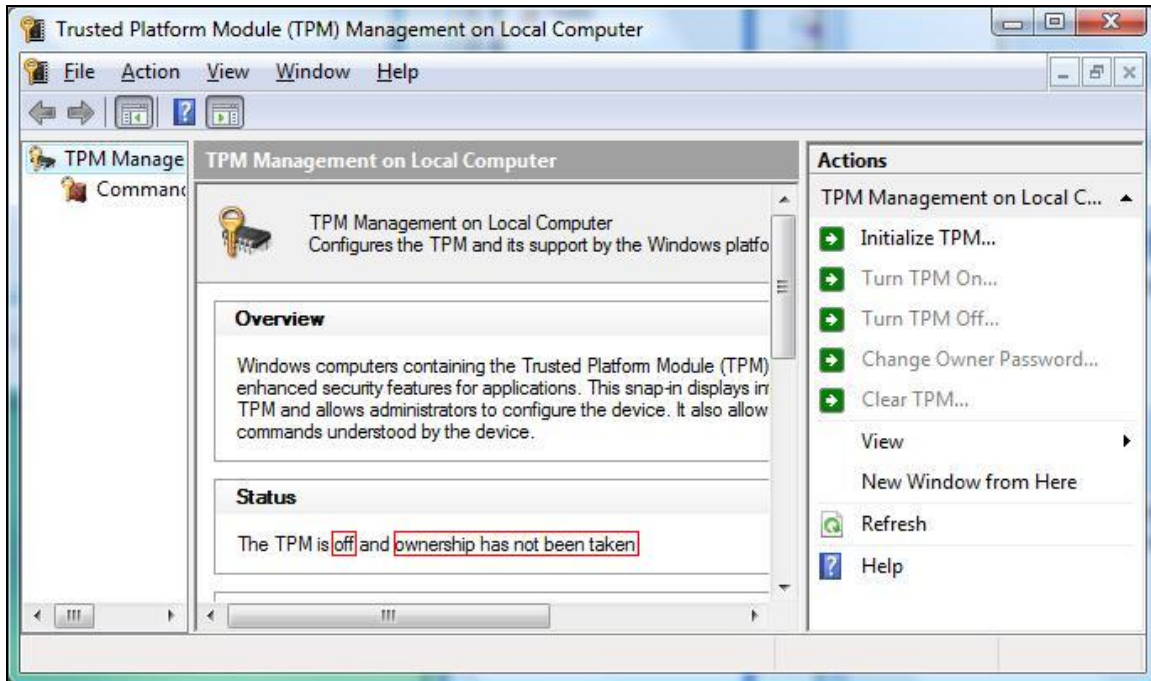 Trusted Platform Module (TPM) Management on Local Computer
File Action View Window Help
TPM Manage
Command
TPM Management on Local Computer
TPM Management on Local Computer
Configures the TPM and its support by the Windows platfo
Overview
Windows computers containing the Trusted Platform Module (TPM)
enhanced security features for applications. This snap-in displays in
TPM and allows administrators to configure the device. It also allow
commands understood by the device.
Status
The TPM is off and ownership has not been taken
Actions
TPM Management on Local C...
Initialize TPM...
Turn TPM On...
Turn TPM Off...
Change Owner Password...
Clear TPM...
View
New Window from Here
Refresh
Help